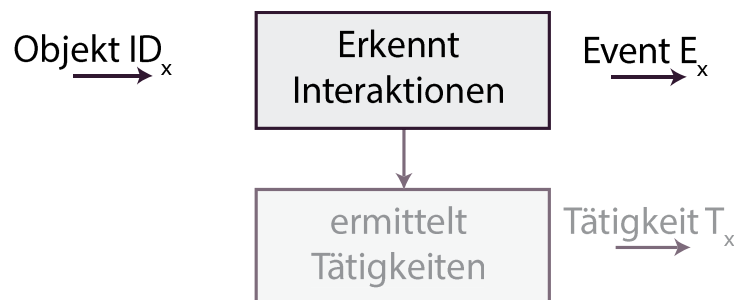 Objekt IDx
Erkennt
Interaktionen
Event Ex
ermittelt
Tätigkeiten
Tätigkeit Tx